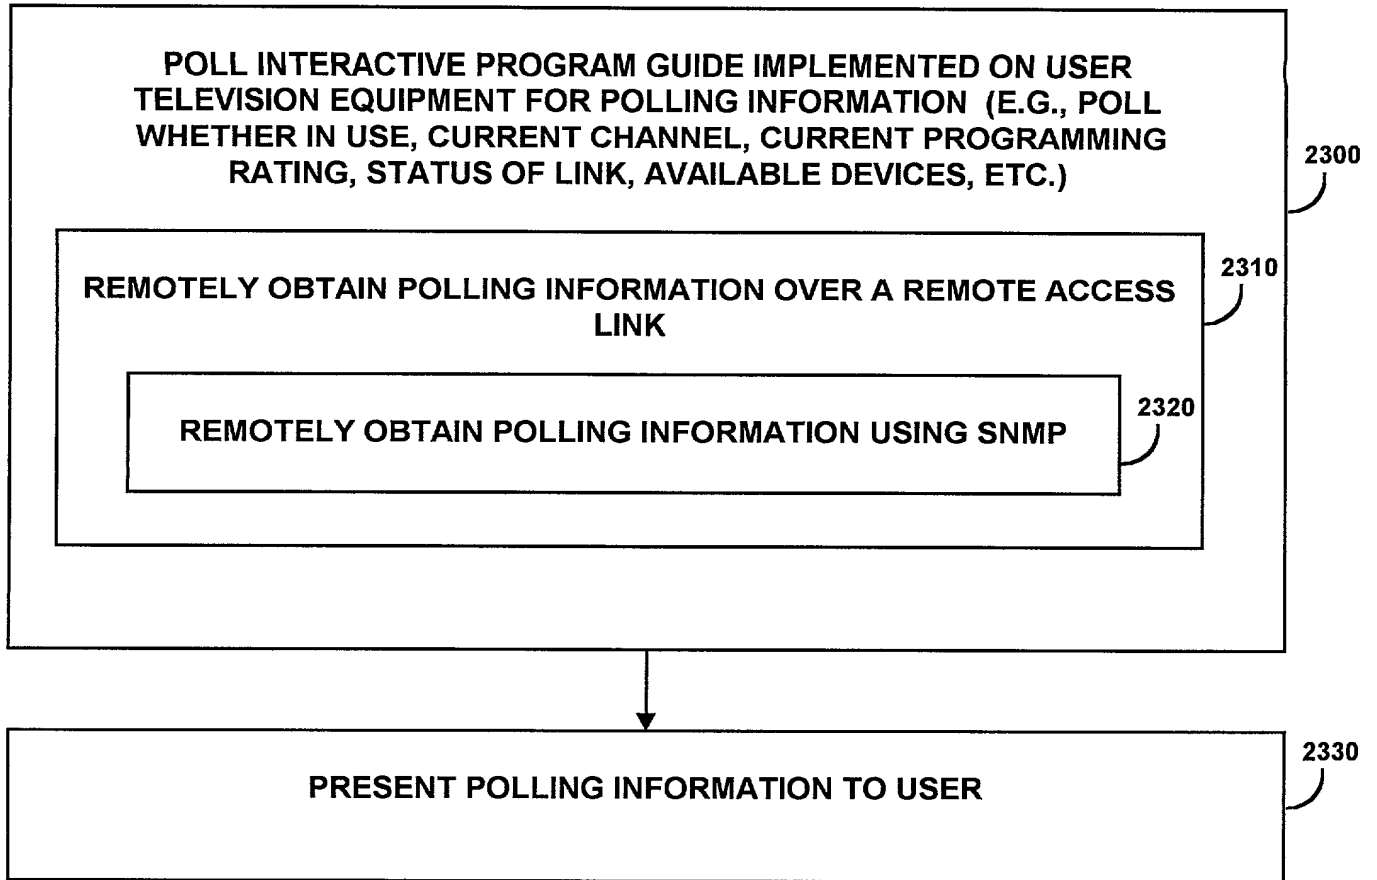 POLL INTERACTIVE PROGRAM GUIDE IMPLEMENTED ON USER
TELEVISION EQUIPMENT FOR POLLING INFORMATION (E.G., POLL
WHETHER IN USE, CURRENT CHANNEL, CURRENT PROGRAMMING
RATING, STATUS OF LINK, AVAILABLE DEVICES, ETC.)
2300
REMOTELY OBTAIN POLLING INFORMATION OVER A REMOTE ACCESS
LINK
2310
REMOTELY OBTAIN POLLING INFORMATION USING SNMP
2320
PRESENT POLLING INFORMATION TO USER
2330